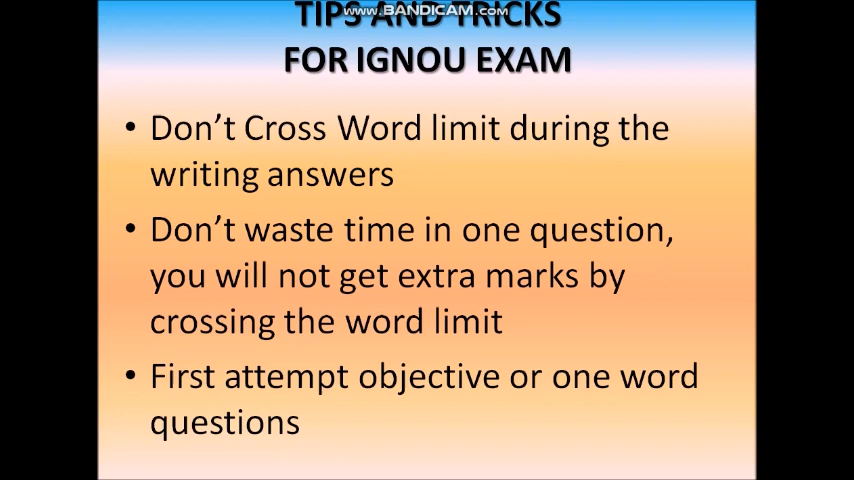 www.BANDICAM.com
TIPS AND TRICKS
FOR IGNOU EXAM
• Don’t Cross Word limit during the
writing answers
• Don’t waste time in one question,
you will not get extra marks by
crossing the word limit
• First attempt objective or one word
questions